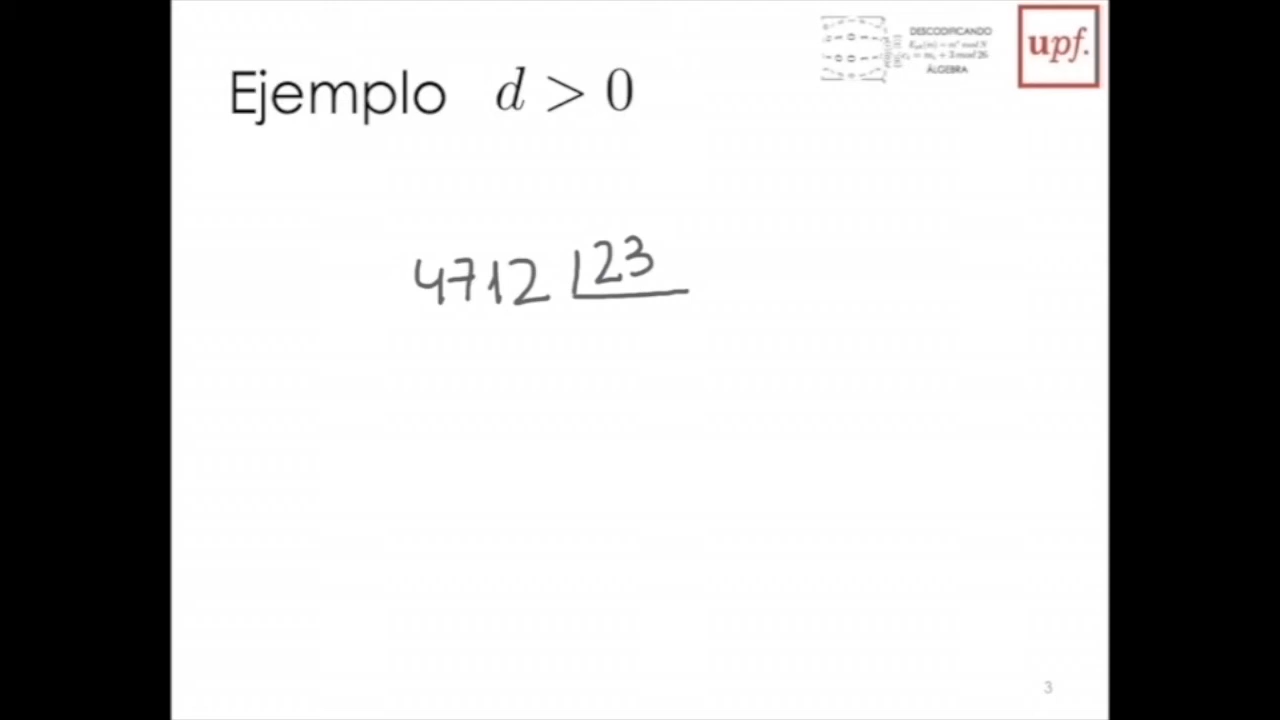 DESCODIFICANDO
ÁLGEBRA
upf.
Ejemplo d > 0
4712 23
3